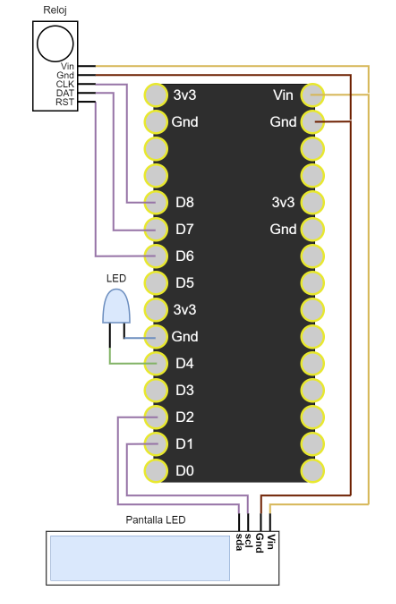 Reloj
Vin
Gnd
CLK
DAT
RST
3v3 Vin
Gnd Gnd
D8 3v3
D7 Gnd
D6
LED
D5
3v3
Gnd
D4
D3
D2
D1
D0
Pantalla LED
sda scl Gnd Vin